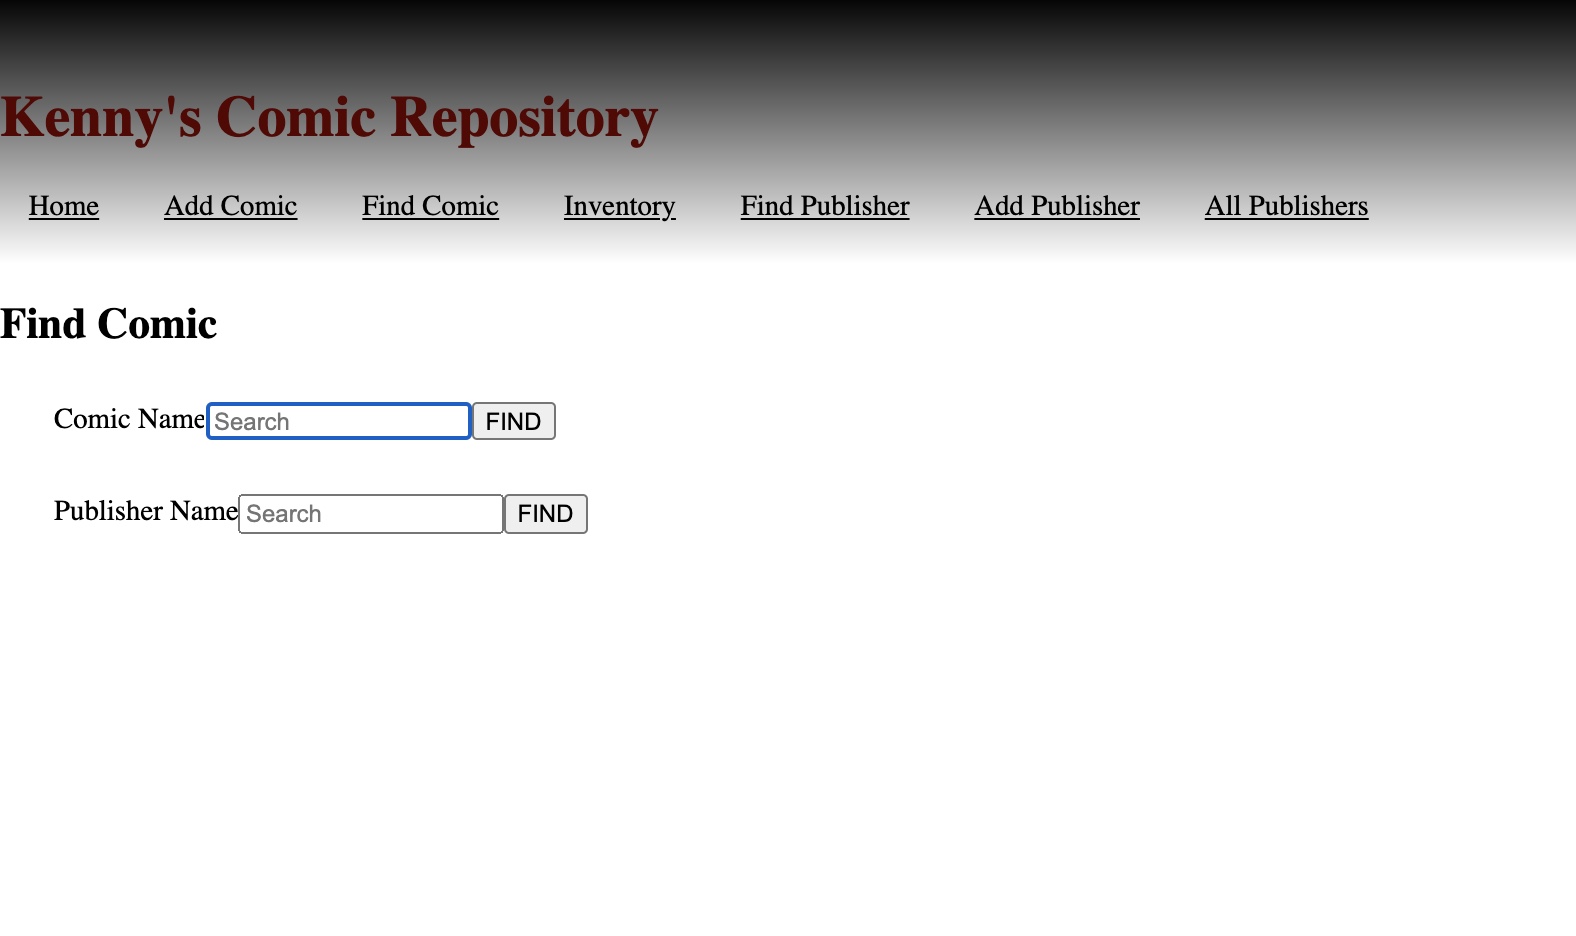 Kenny's Comic Repository
Home Add Comic Find Comic Inventory Find Publisher Add Publisher All Publishers
Find Comic
Comic Name Search FIND
Publisher Name Search FIND